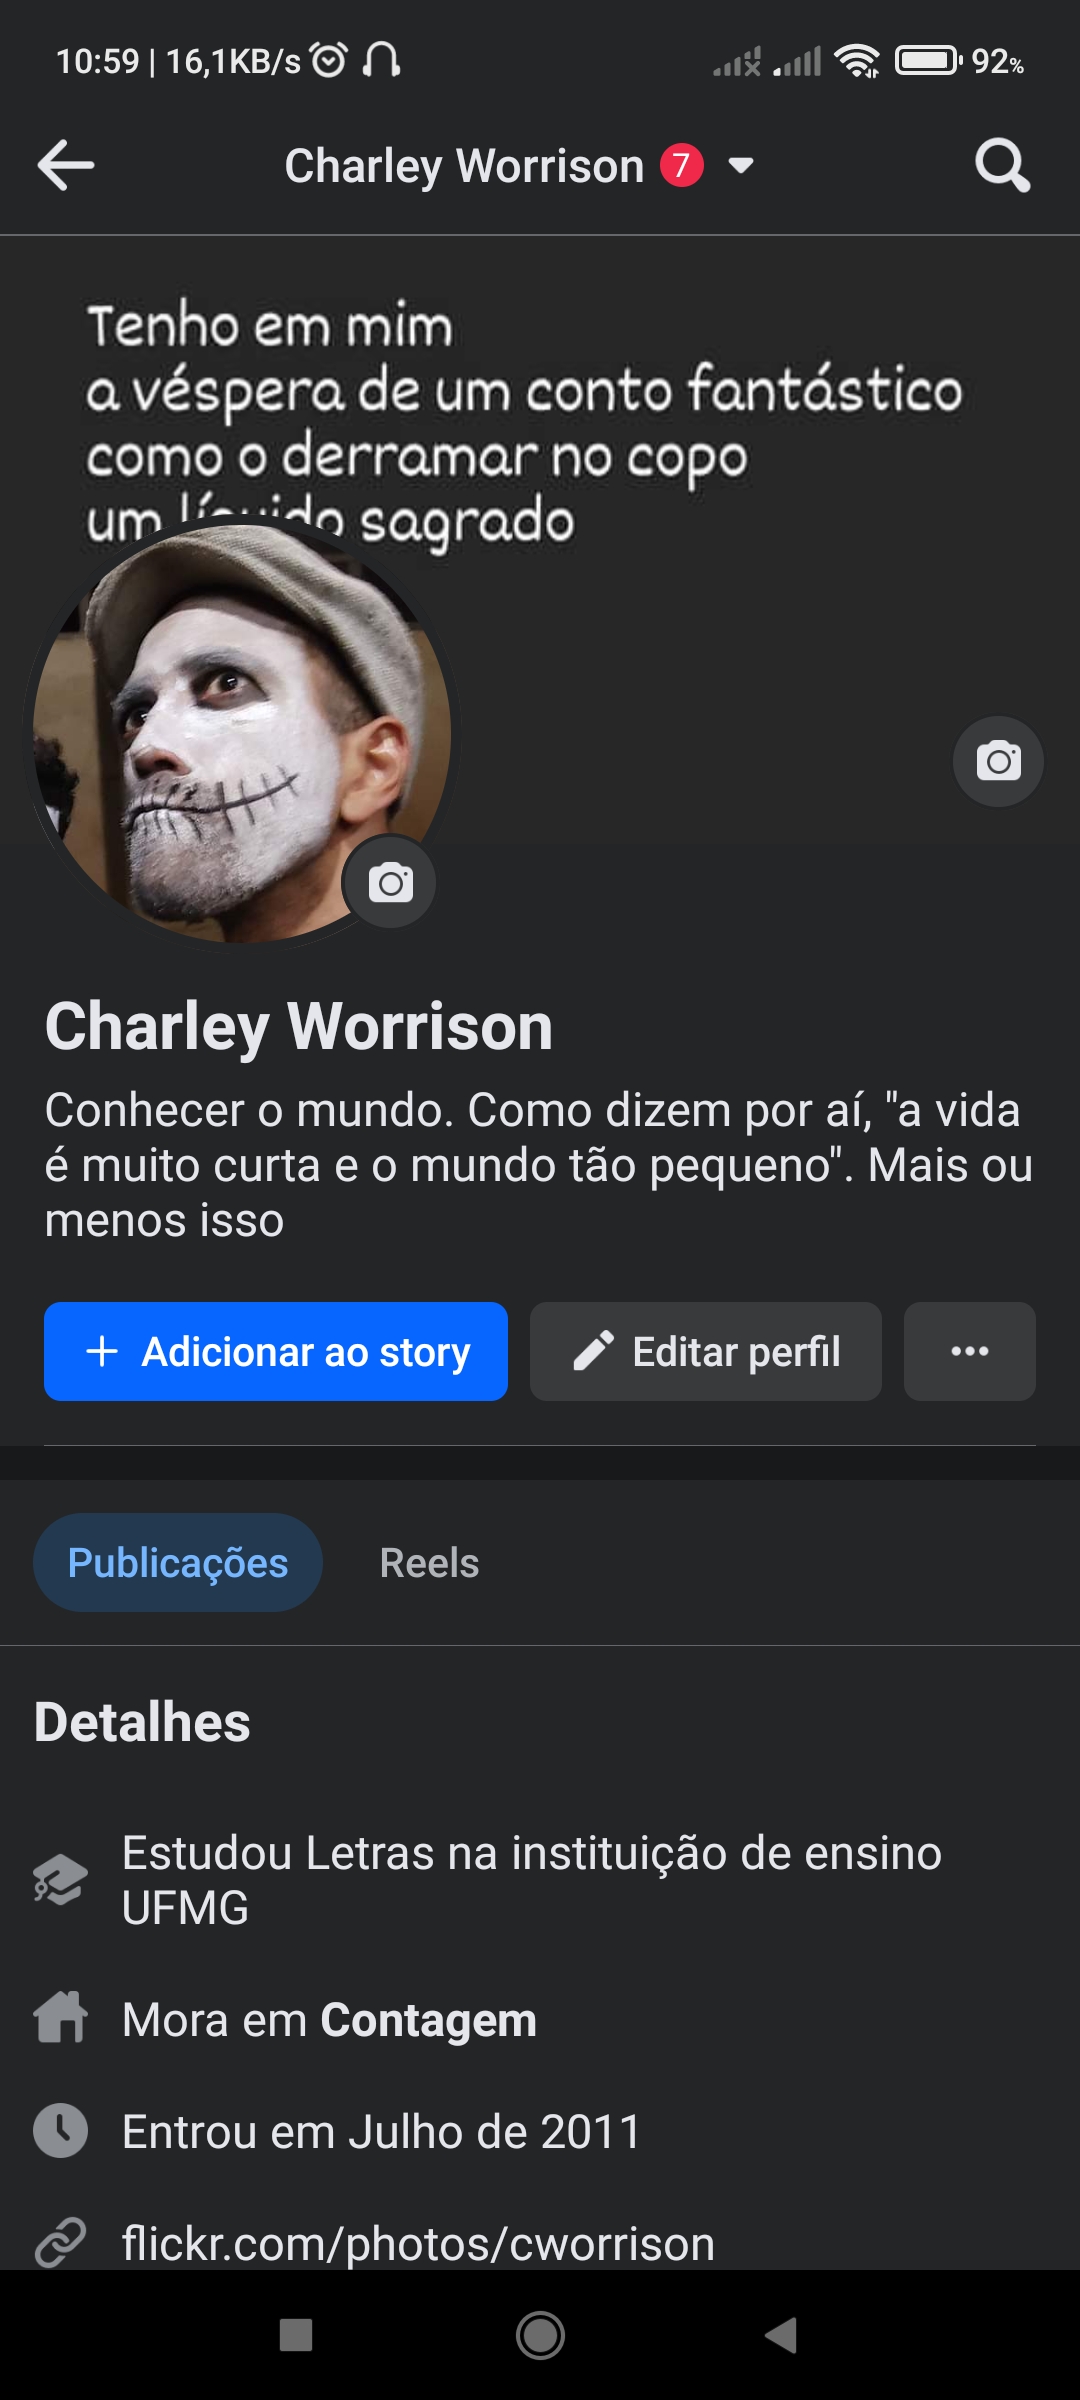 10:59 | 16,1KB/s
92%
Charley Worrison 7
Tenho em mim
a véspera de um conto fantástico
como o derramar no copo
um líquido sagrado
Charley Worrison
Conhecer o mundo. Como dizem por aí, "a vida
é muito curta e o mundo tão pequeno". Mais ou
menos isso
+ Adicionar ao story
Editar perfil
Publicações
Reels
Detalhes
Estudou Letras na instituição de ensino
UFMG
Mora em Contagem
Entrou em Julho de 2011
flickr.com/photos/cworrison